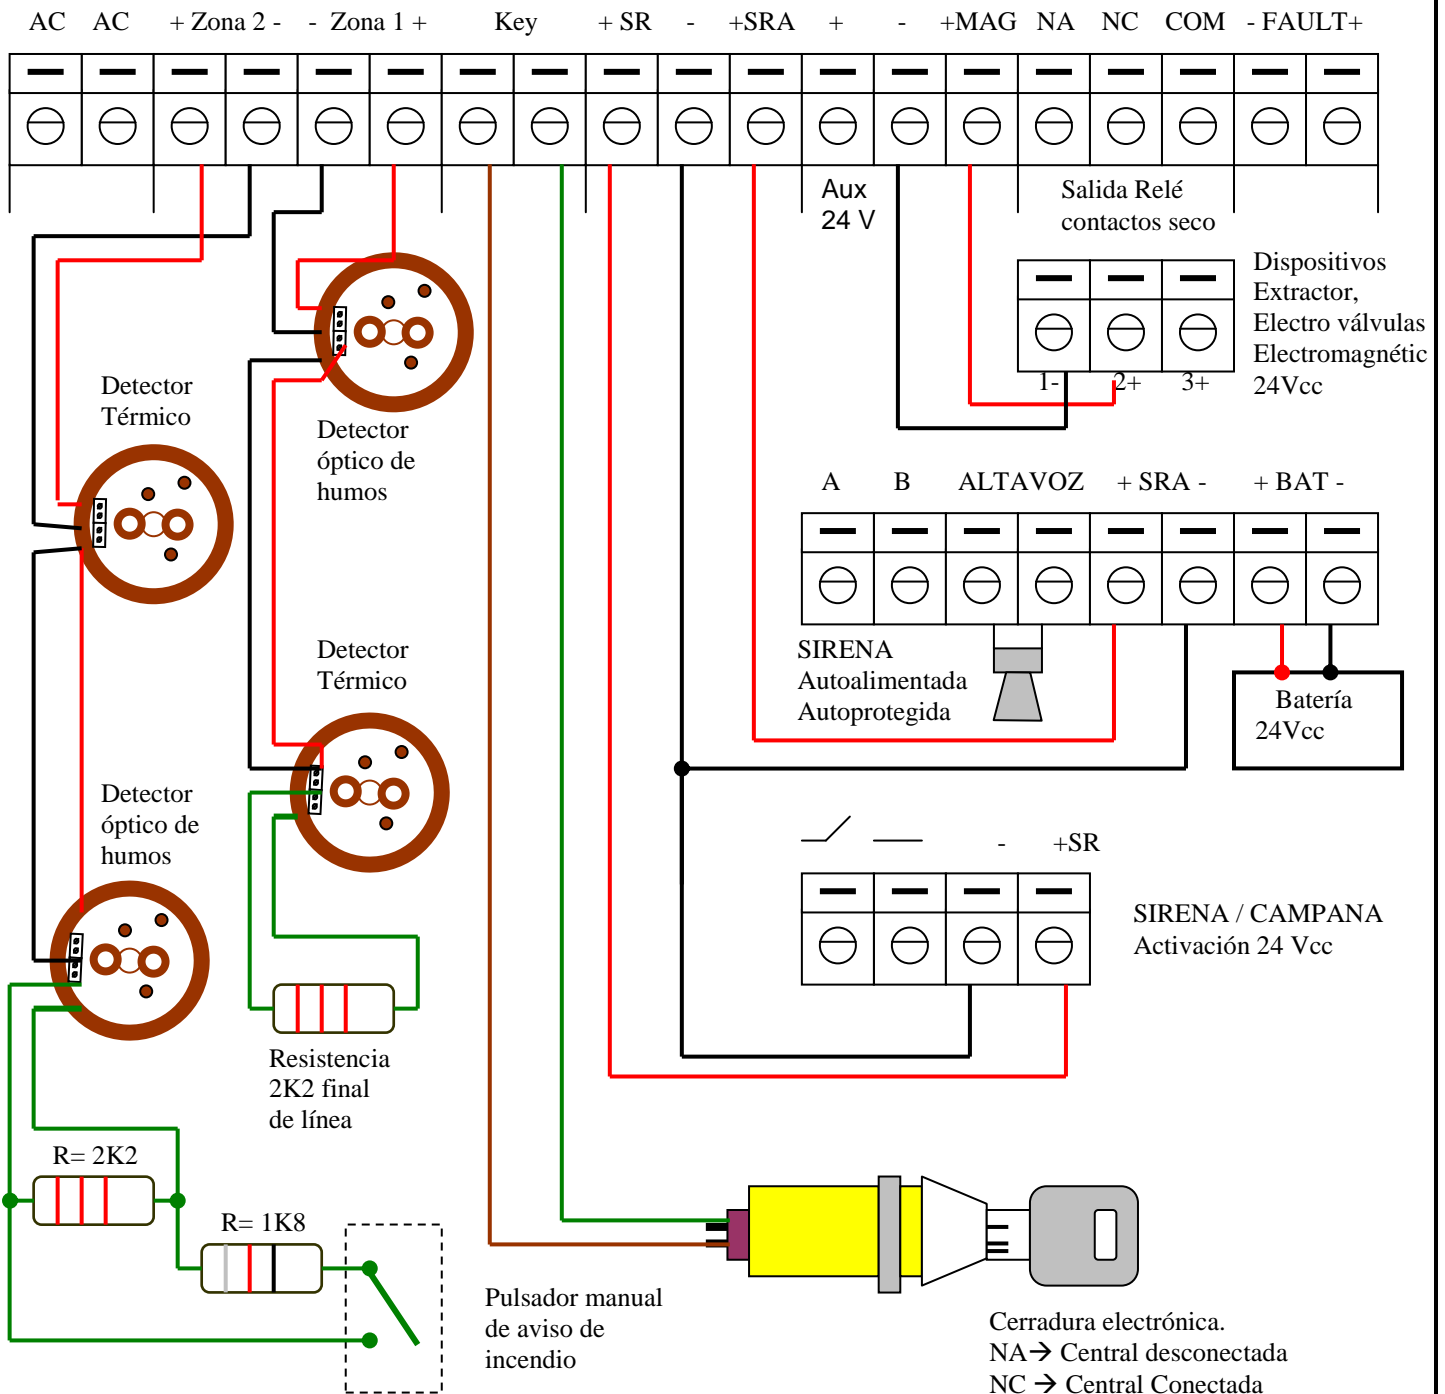 AC AC + Zona 2 - - Zona 1 + Key + SR - +SRA + - +MAG NA NC COM - FAULT+
Aux
24 V
Salida Relé
contactos seco
Dispositivos
Extractor,
Electro válvulas
Electromagnétic
24Vcc
1- 2+ 3+
Detector
Térmico
Detector
óptico de
humos
A B ALTAVOZ + SRA - + BAT -
SIRENA
Autoalimentada
Autoprotegida
Batería
24Vcc
Detector
Térmico
Detector
óptico de
humos
- +SR
SIRENA / CAMPANA
Activación 24 Vcc
Resistencia
2K2 final
de línea
R= 2K2
R= 1K8
Pulsador manual
de aviso de
incendio
Cerradura electrónica.
NA→ Central desconectada
NC → Central Conectada